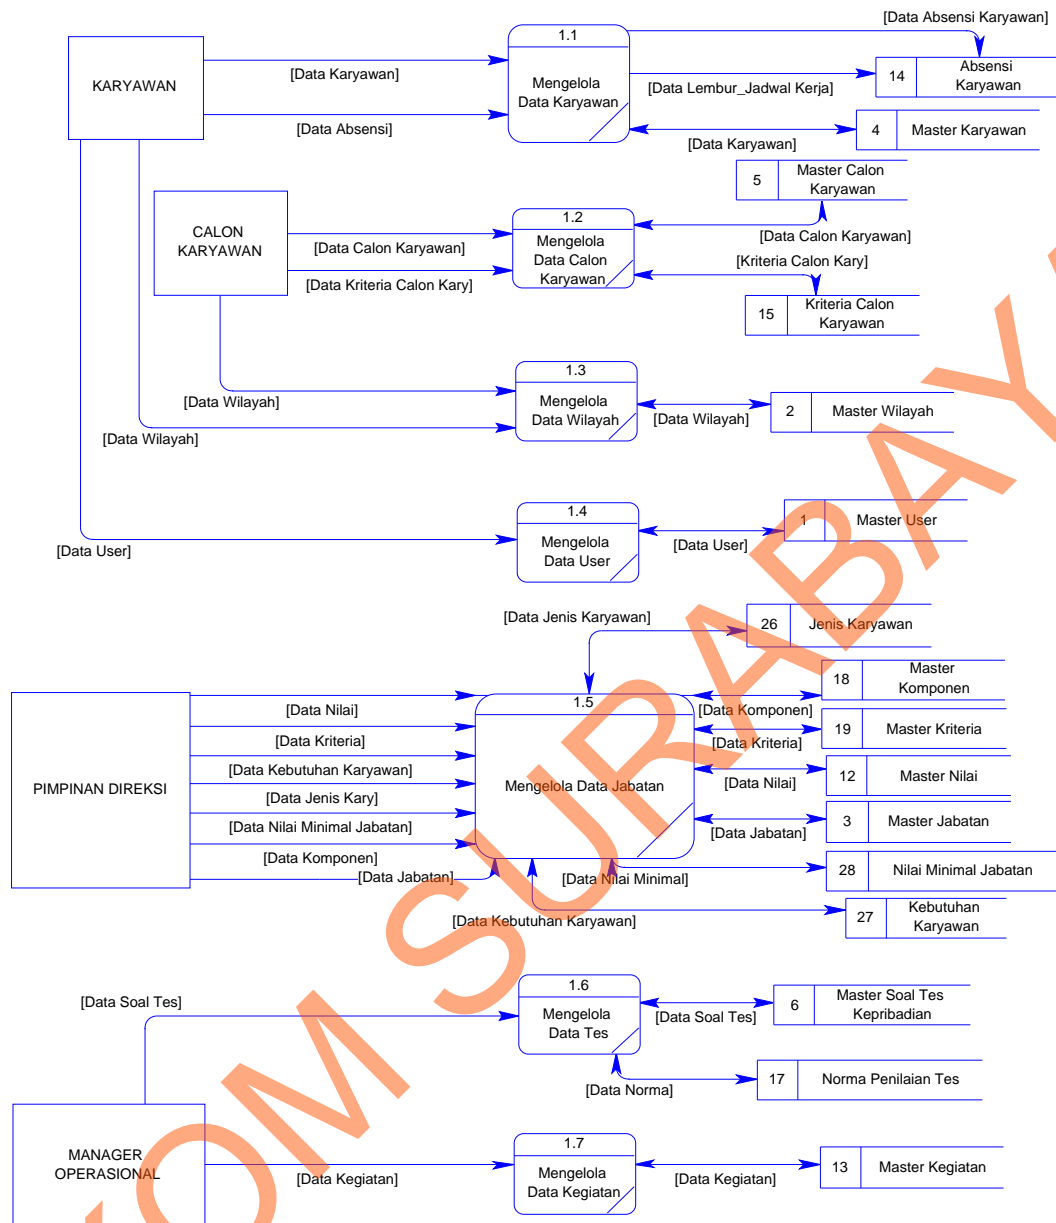 [Data Absensi Karyawan]
1.1
KARYAWAN
[Data Karyawan]
Mengelola
Data Karyawan
[Data Lembur_Jadwal Kerja]
14
Absensi
Karyawan
[Data Absensi]
[Data Karyawan]
4
Master Karyawan
5
Master Calon
Karyawan
CALON
KARYAWAN
[Data Calon Karyawan]
[Data Kriteria Calon Kary]
1.2
Mengelola
Data Calon
Karyawan
[Data Calon Karyawan]
[Kriteria Calon Kary]
15
Kriteria Calon
Karyawan
1.3
Mengelola
Data Wilayah
[Data Wilayah]
[Data Wilayah]
[Data Wilayah]
2
Master Wilayah
1.4
Mengelola
Data User
[Data User]
[Data User]
1
Master User
[Data Jenis Karyawan]
26
Jenis Karyawan
PIMPINAN DIREKSI
[Data Nilai]
[Data Kriteria]
[Data Kebutuhan Karyawan]
[Data Jenis Kary]
[Data Nilai Minimal Jabatan]
[Data Komponen]
[Data Jabatan]
1.5
Mengelola Data Jabatan
[Data Komponen]
18
Master
Komponen
[Data Kriteria]
19
Master Kriteria
[Data Nilai]
12
Master Nilai
[Data Jabatan]
3
Master Jabatan
[Data Nilai Minimal]
28
Nilai Minimal Jabatan
[Data Kebutuhan Karyawan]
27
Kebutuhan
Karyawan
[Data Soal Tes]
1.6
Mengelola
Data Tes
[Data Soal Tes]
6
Master Soal Tes
Kepribadian
[Data Norma]
17
Norma Penilaian Tes
MANAGER
OPERASIONAL
[Data Kegiatan]
1.7
Mengelola
Data Kegiatan
[Data Kegiatan]
13
Master Kegiatan
OM SURABAY